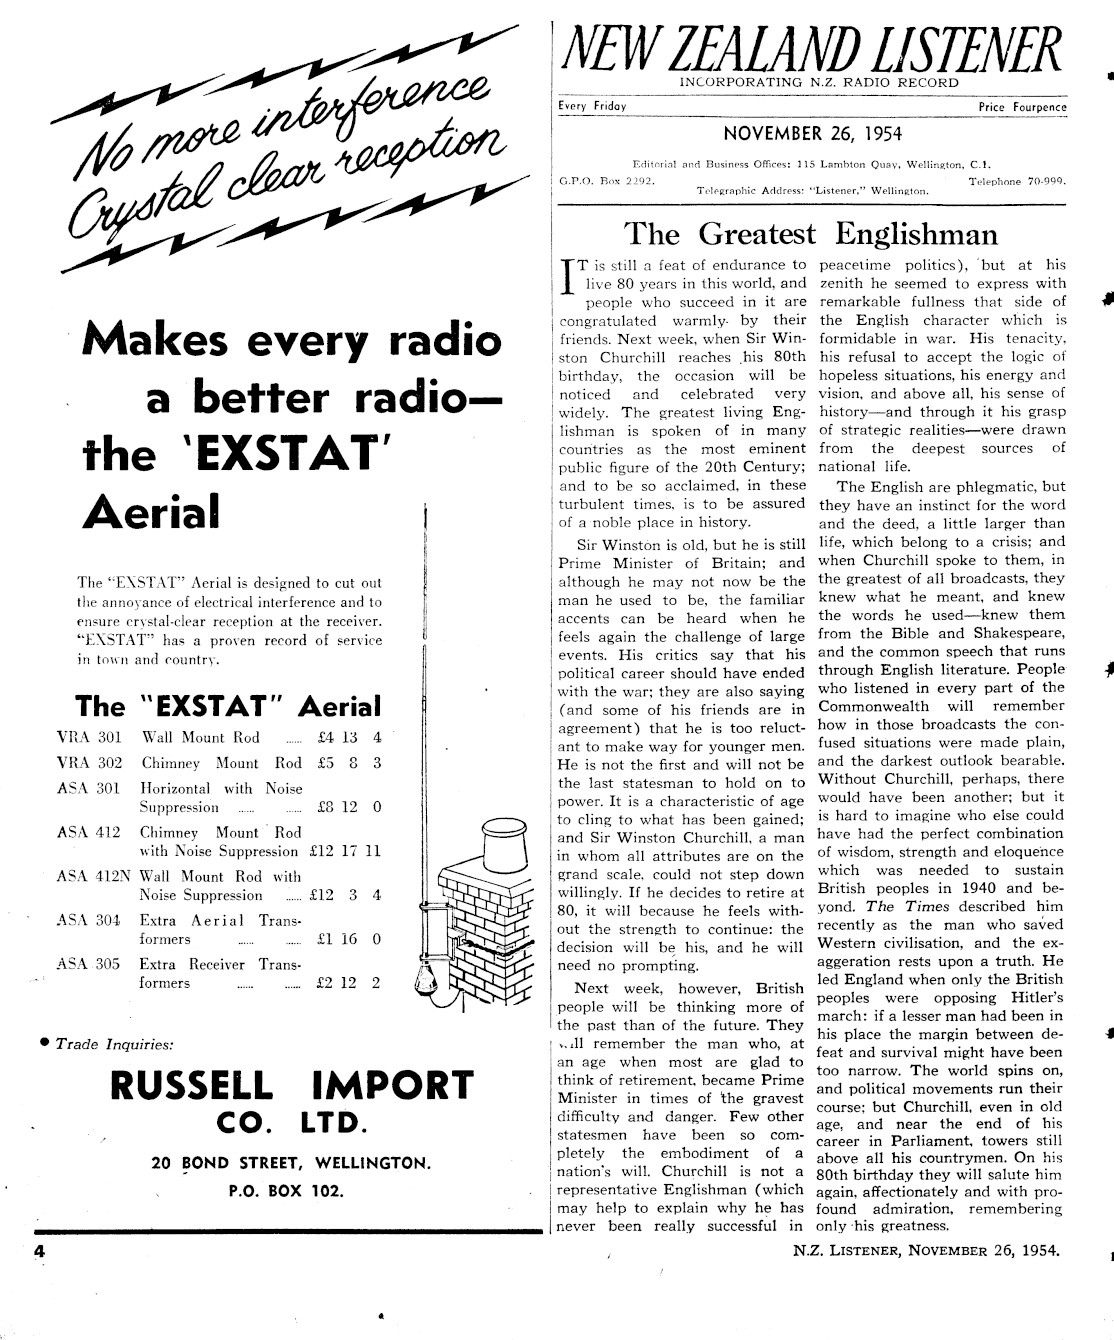 No more interference
Crystal clear reception
Makes every radio
a better radio—
the 'EXSTAT'
Aerial
The "EXSTAT" Aerial is designed to cut out
the annoyance of electrical interference and to
ensure crystal-clear reception at the receiver.
"EXSTAT" has a proven record of service
in town and country.
The "EXSTAT" Aerial
VRA 301 Wall Mount Rod ...... £4 13 4
VRA 302 Chimney Mount Rod £5 8 3
ASA 301 Horizontal with Noise
Suppression ...... ...... £8 12 0
ASA 412 Chimney Mount Rod
with Noise Suppression £12 17 11
ASA 412N Wall Mount Rod with
Noise Suppression ...... £12 3 4
ASA 304 Extra Aerial Trans-
formers ...... ...... £1 16 0
ASA 305 Extra Receiver Trans-
formers ...... ...... £2 12 2
● Trade Inquiries:
RUSSELL IMPORT
CO. LTD.
20 BOND STREET, WELLINGTON.
P.O. BOX 102.
4
NEW ZEALAND LISTENER
INCORPORATING N.Z. RADIO RECORD
Every Friday Price Fourpence
NOVEMBER 26, 1954
Editorial and Business Offices: 115 Lambton Quay, Wellington, C.1.
G.P.O. Box 2292. Telephone 70-999.
Telegraphic Address: "Listener," Wellington.
The Greatest Englishman
IT is still a feat of endurance to
live 80 years in this world, and
people who succeed in it are
congratulated warmly by their
friends. Next week, when Sir Win-
ston Churchill reaches his 80th
birthday, the occasion will be
noticed and celebrated very
widely. The greatest living Eng-
lishman is spoken of in many
countries as the most eminent
public figure of the 20th Century;
and to be so acclaimed, in these
turbulent times, is to be assured
of a noble place in history.
Sir Winston is old, but he is still
Prime Minister of Britain; and
although he may not now be the
man he used to be, the familiar
accents can be heard when he
feels again the challenge of large
events. His critics say that his
political career should have ended
with the war; they are also saying
(and some of his friends are in
agreement) that he is too reluct-
ant to make way for younger men.
He is not the first and will not be
the last statesman to hold on to
power. It is a characteristic of age
to cling to what has been gained;
and Sir Winston Churchill, a man
in whom all attributes are on the
grand scale, could not step down
willingly. If he decides to retire at
80, it will because he feels with-
out the strength to continue: the
decision will be his, and he will
need no prompting.
Next week, however, British
people will be thinking more of
the past than of the future. They
will remember the man who, at
an age when most are glad to
think of retirement, became Prime
Minister in times of the gravest
difficulty and danger. Few other
statesmen have been so com-
pletely the embodiment of a
nation's will. Churchill is not a
representative Englishman (which
may help to explain why he has
never been really successful in
peacetime politics), but at his
zenith he seemed to express with
remarkable fullness that side of
the English character which is
formidable in war. His tenacity,
his refusal to accept the logic of
hopeless situations, his energy and
vision, and above all, his sense of
history—and through it his grasp
of strategic realities—were drawn
from the deepest sources of
national life.
The English are phlegmatic, but
they have an instinct for the word
and the deed, a little larger than
life, which belong to a crisis; and
when Churchill spoke to them, in
the greatest of all broadcasts, they
knew what he meant, and knew
the words he used—knew them
from the Bible and Shakespeare,
and the common speech that runs
through English literature. People
who listened in every part of the
Commonwealth will remember
how in those broadcasts the con-
fused situations were made plain,
and the darkest outlook bearable.
Without Churchill, perhaps, there
would have been another; but it
is hard to imagine who else could
have had the perfect combination
of wisdom, strength and eloquence
which was needed to sustain
British peoples in 1940 and be-
yond. The Times described him
recently as the man who saved
Western civilisation, and the ex-
aggeration rests upon a truth. He
led England when only the British
peoples were opposing Hitler's
march: if a lesser man had been in
his place the margin between de-
feat and survival might have been
too narrow. The world spins on,
and political movements run their
course; but Churchill, even in old
age, and near the end of his
career in Parliament, towers still
above all his countrymen. On his
80th birthday they will salute him
again, affectionately and with pro-
found admiration, remembering
only his greatness.
N.Z. LISTENER, NOVEMBER 26, 1954.